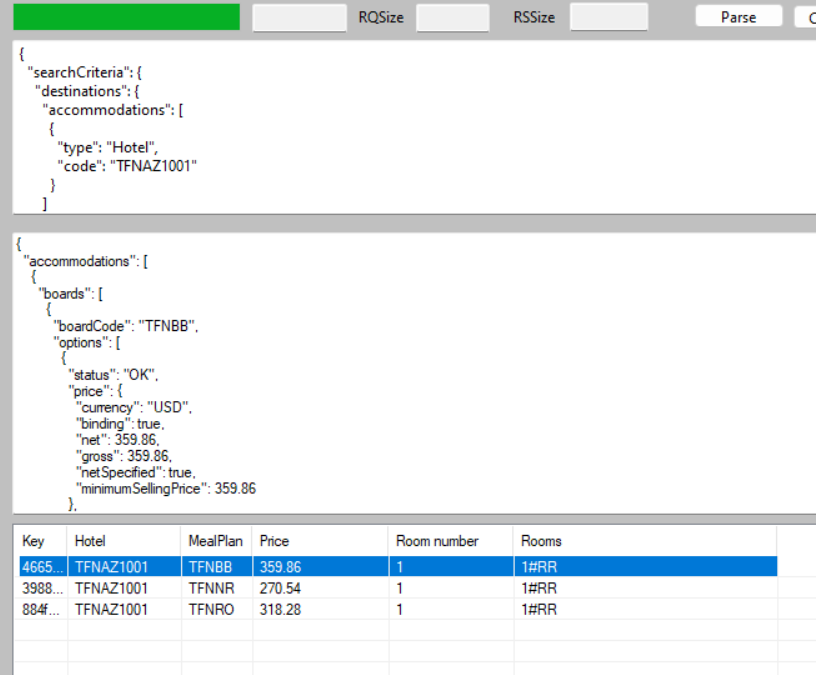 RQSize RSSize Parse
{
"searchCriteria": {
"destinations": {
"accommodations": [
{
"type": "Hotel",
"code": "TFNAZ1001"
}
]
{
"accommodations": [
{
"boards": [
{
"boardCode": "TFNBB",
"options": [
{
"status": "OK",
"price": {
"currency": "USD",
"binding": true,
"net": 359.86,
"gross": 359.86,
"netSpecified": true,
"minimumSellingPrice": 359.86
},
Key Hotel MealPlan Price Room number Rooms
4665... TFNAZ1001 TFNBB 359.86 1 1#RR
3988... TFNAZ1001 TFNNR 270.54 1 1#RR
884f... TFNAZ1001 TFNRO 318.28 1 1#RR